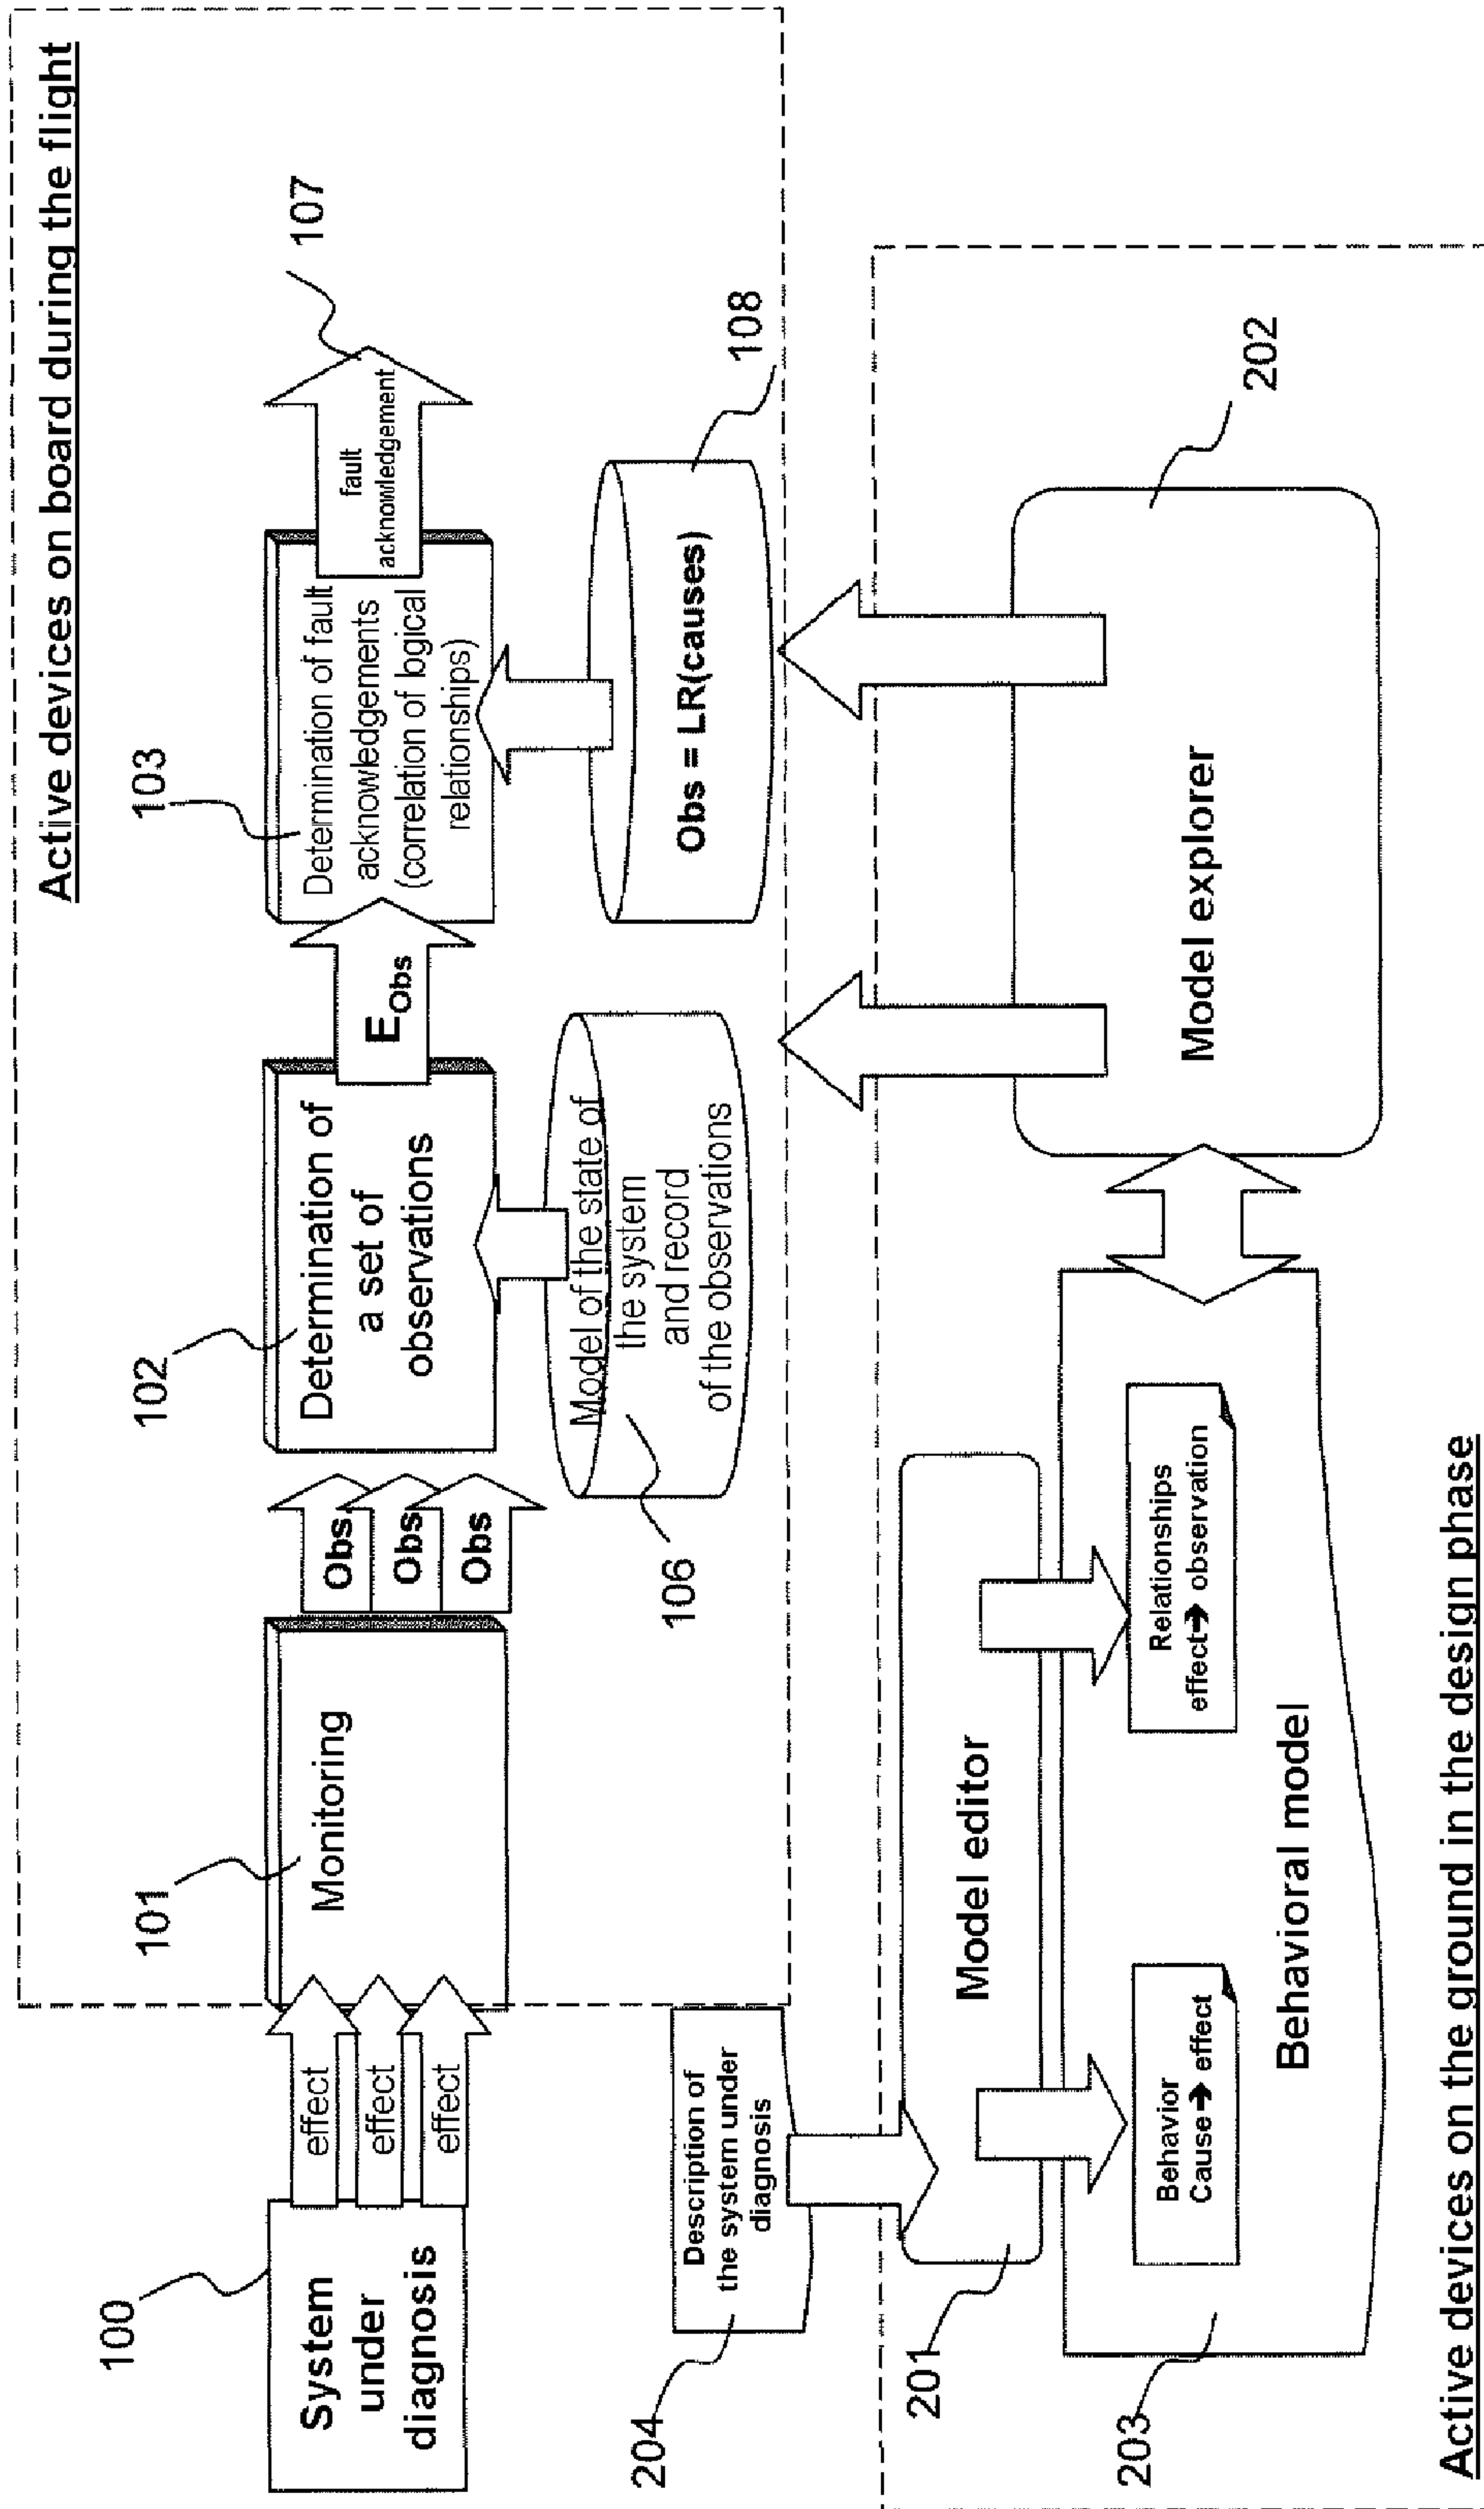 Active devices on board during the flight
100
System
under
diagnosis
effect
effect
effect
101
Monitoring
Obs
Obs
Obs
102
Determination of
a set of
observations
EObs
103
Determination of fault
acknowledgements
(correlation of logical
relationships)
fault
acknowledgement
107
106
Model of the state of
the system
and record
of the observations
Obs = LR(causes)
108
204
Description of
the system under
diagnosis
201
Model editor
203
Behavior
Cause➔effect
Relationships
effect➔observation
Behavioral model
Model explorer
202
Active devices on the ground in the design phase